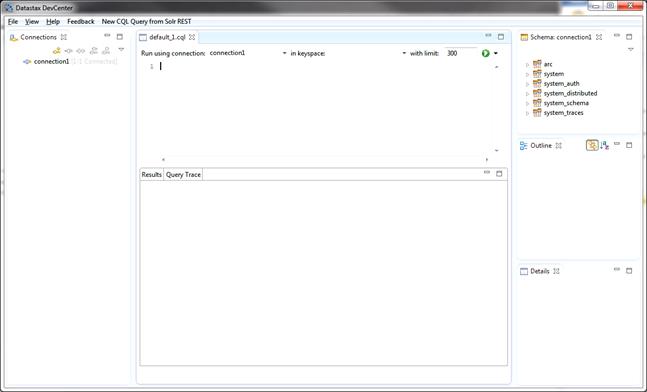 Datastax DevCenter
File View Help Feedback New CQL Query from Solr REST
Connections
connection1 [1/1 Connected]
default_1.cql
Run using connection: connection1 in keyspace: with limit: 300
1
Results Query Trace
Schema: connection1
arc
system
system_auth
system_distributed
system_schema
system_traces
Outline
Details